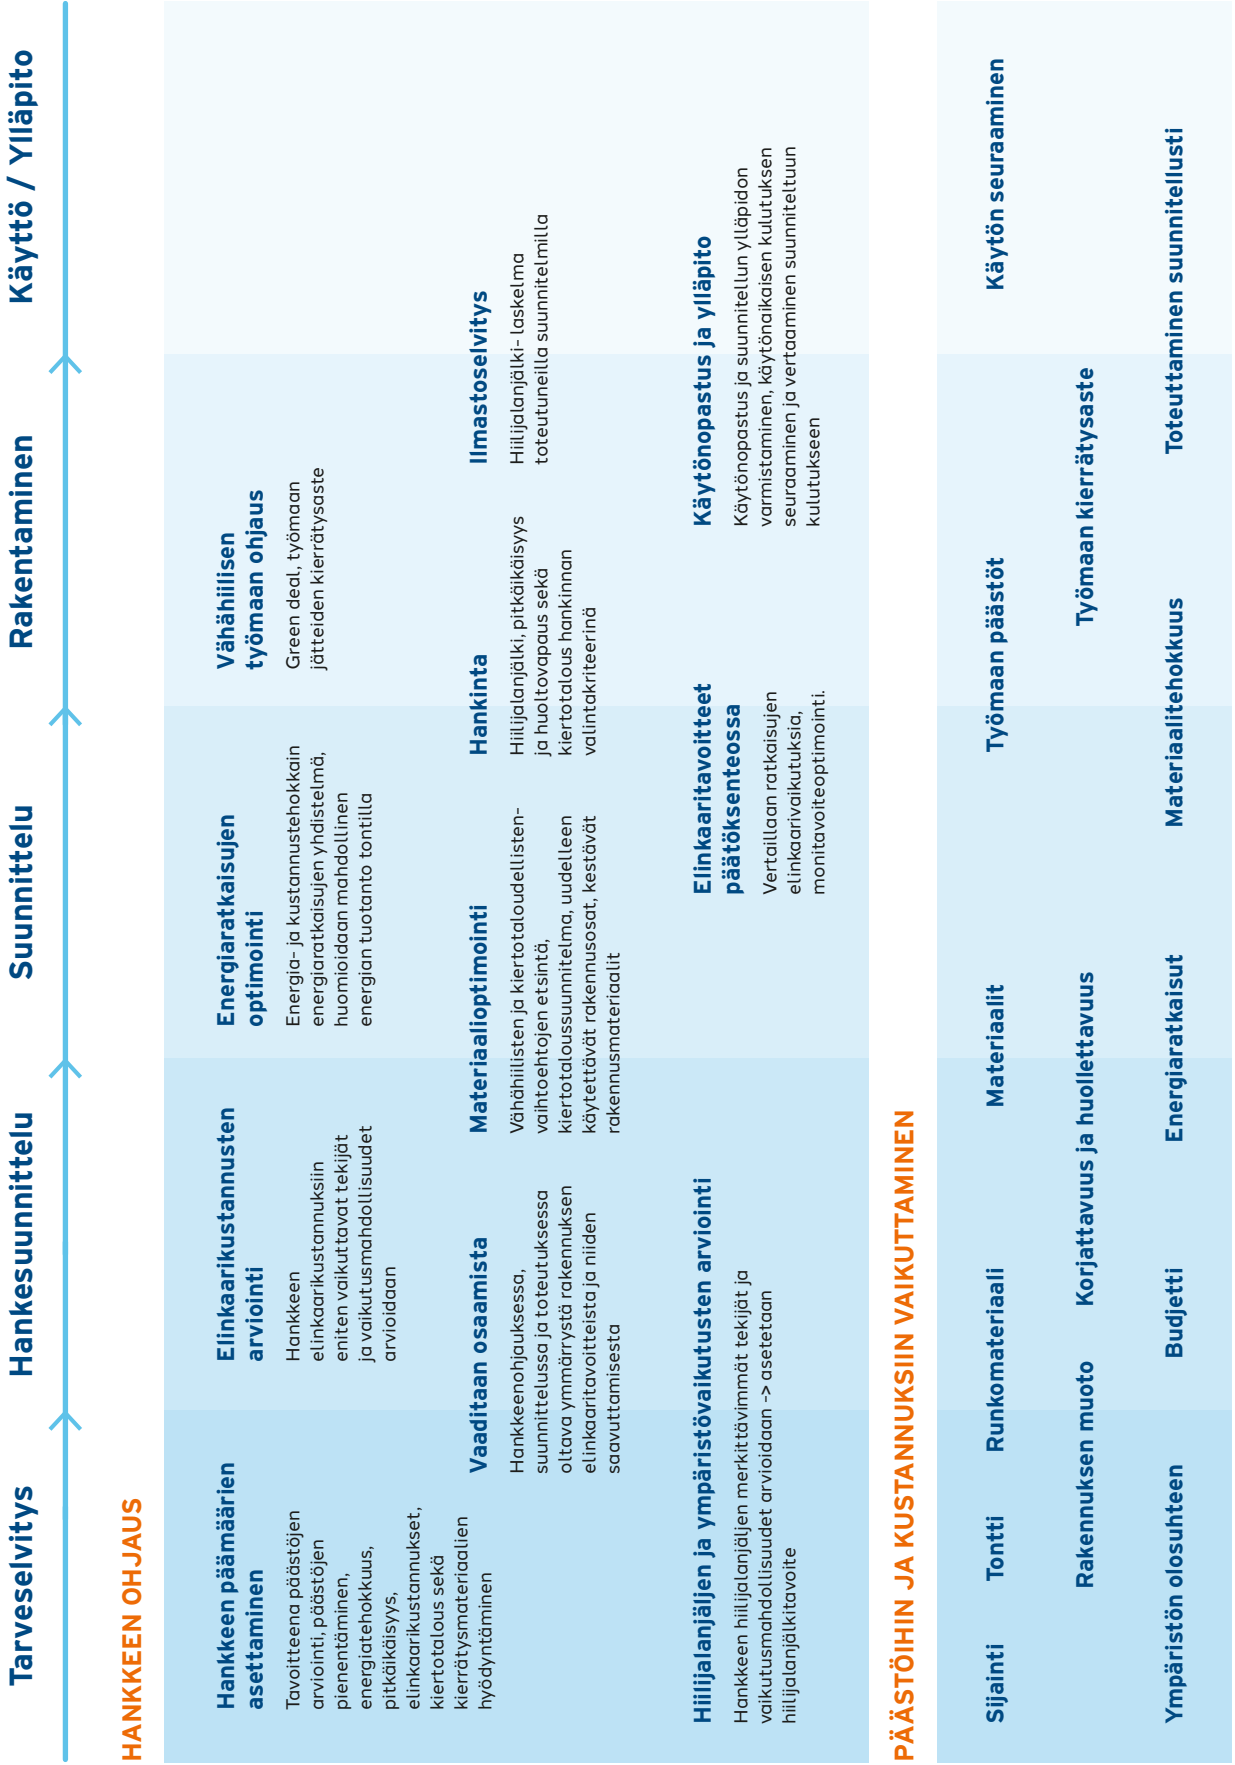 Tarveselvitys
Hankesuunnittelu
Suunnittelu
Rakentaminen
Käyttö / Ylläpito
HANKKEEN OHJAUS
Hankkeen päämäärien
asettaminen
Tavoitteena päästöjen
arviointi, päästöjen
pienentäminen,
energiatehokkuus,
pitkäikäisyys,
elinkaarikustannukset,
kiertotalous sekä
kierrätysmateriaalien
hyödyntäminen
Elinkaarikustannusten
arviointi
Hankkeen
elinkaarikustannuksiin
eniten vaikuttavat tekijät
ja vaikutusmahdollisuudet
arvioidaan
Energiaratkaisujen
optimointi
Energia- ja kustannustehokkain
energiaratkaisujen yhdistelmä,
huomioidaan mahdollinen
energian tuotanto tontilla
Vähähiilisen
työmaan ohjaus
Green deal, työmaan
jätteiden kierrätysaste
Vaaditaan osaamista
Hankkeenohjauksessa,
suunnittelussa ja toteutuksessa
oltava ymmärrystä rakennuksen
elinkaaritavoitteista ja niiden
saavuttamisesta
Materiaalioptimointi
Vähähiilisten ja kiertotaloudellisten-
vaihtoehtojen etsintä,
kiertotaloussuunnitelma, uudelleen
käytettävät rakennusosat, kestävät
rakennusmateriaalit
Hankinta
Hiilijalanjälki, pitkäikäisyys
ja huoltovapaus sekä
kiertotalous hankinnan
valintakriteerinä
Ilmastoselvitys
Hiilijalanjälki- laskelma
toteutuneilla suunnitelmilla
Hiilijalanjäljen ja ympäristövaikutusten arviointi
Hankkeen hiilijalanjäljen merkittävimmät tekijät ja
vaikutusmahdollisuudet arvioidaan -> asetetaan
hiilijalanjälkitavoite
Elinkaaritavoitteet
päätöksenteossa
Vertaillaan ratkaisujen
elinkaarivaikutuksia,
monitavoiteoptimointi.
Käytönopastus ja ylläpito
Käytönopastus ja suunnitellun ylläpidon
varmistaminen, käytönaikaisen kulutuksen
seuraaminen ja vertaaminen suunniteltuun
kulutukseen
PÄÄSTÖIHIN JA KUSTANNUKSIIN VAIKUTTAMINEN
Sijainti
Tontti
Runkomateriaali
Materiaalit
Työmaan päästöt
Käytön seuraaminen
Rakennuksen muoto
Korjattavuus ja huollettavuus
Työmaan kierrätysaste
Ympäristön olosuhteen
Budjetti
Energiaratkaisut
Materiaalitehokkuus
Toteuttaminen suunnitellusti